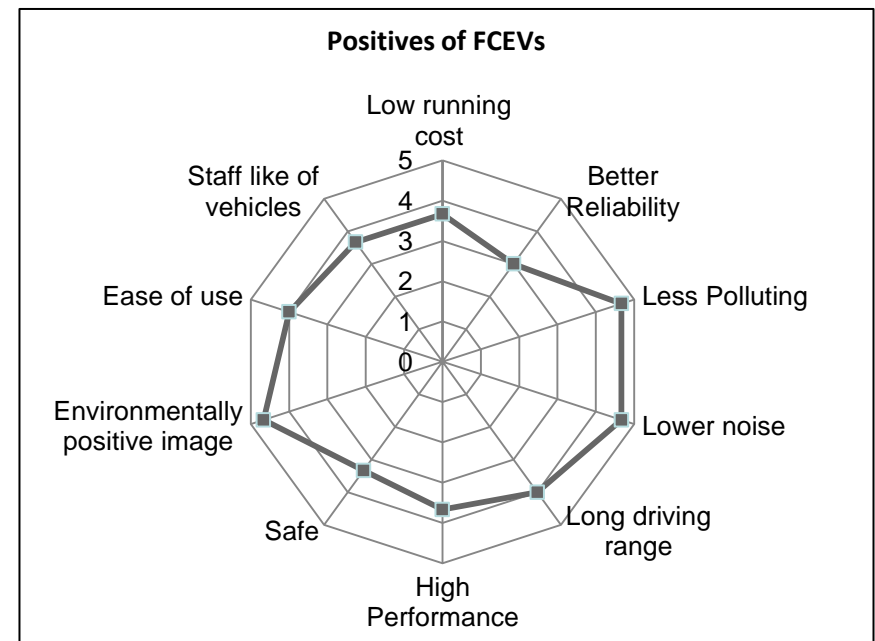 Positives of FCEVs
Low running
cost
Better
Reliability
Less Polluting
Lower noise
Long driving
range
High
Performance
Safe
Environmentally
positive image
Ease of use
Staff like of
vehicles
5
4
3
2
1
0